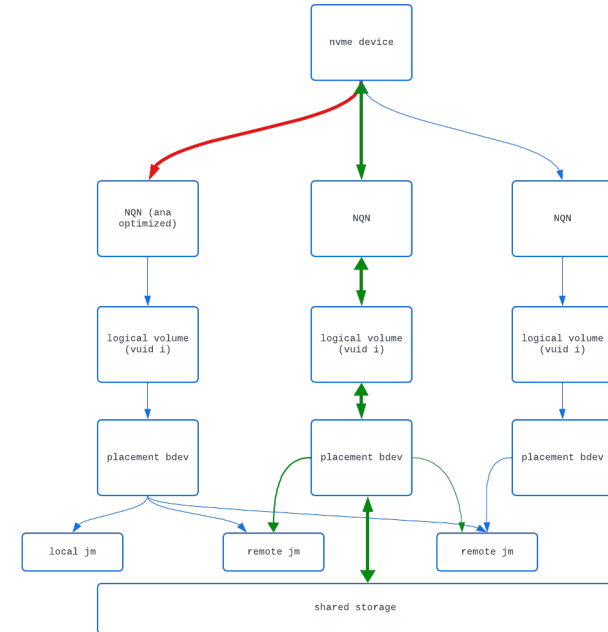 nvme device
NQN (ana
optimized)
NQN
NQN
logical volume
(vuid i)
logical volume
(vuid i)
logical volume
(vuid i)
placement bdev
placement bdev
placement bdev
local jm
remote jm
remote jm
shared storage